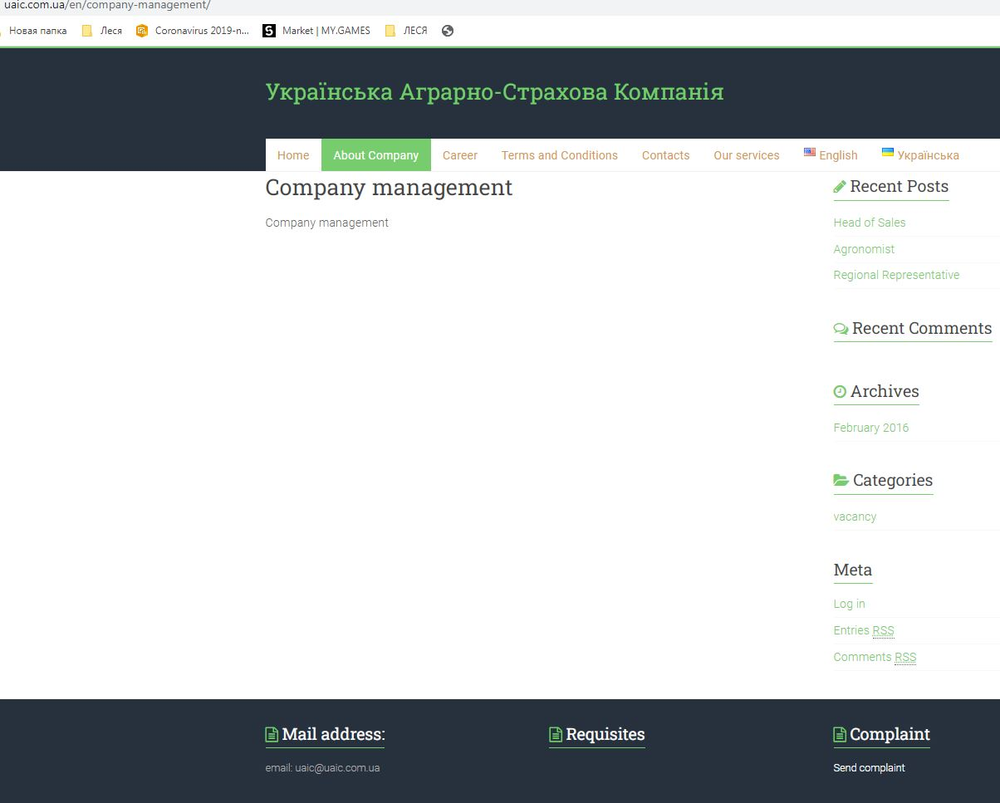 uaic.com.ua/en/company-management/
Новая папка Леся Coronavirus 2019-n... Market | MY.GAMES ЛЕСЯ
Українська Аграрно-Страхова Компанія
Home About Company Career Terms and Conditions Contacts Our services English Українська
Company management
Company management
Recent Posts
Head of Sales
Agronomist
Regional Representative
Recent Comments
Archives
February 2016
Categories
vacancy
Meta
Log in
Entries RSS
Comments RSS
Mail address:
email: uaic@uaic.com.ua
Requisites
Complaint
Send complaint